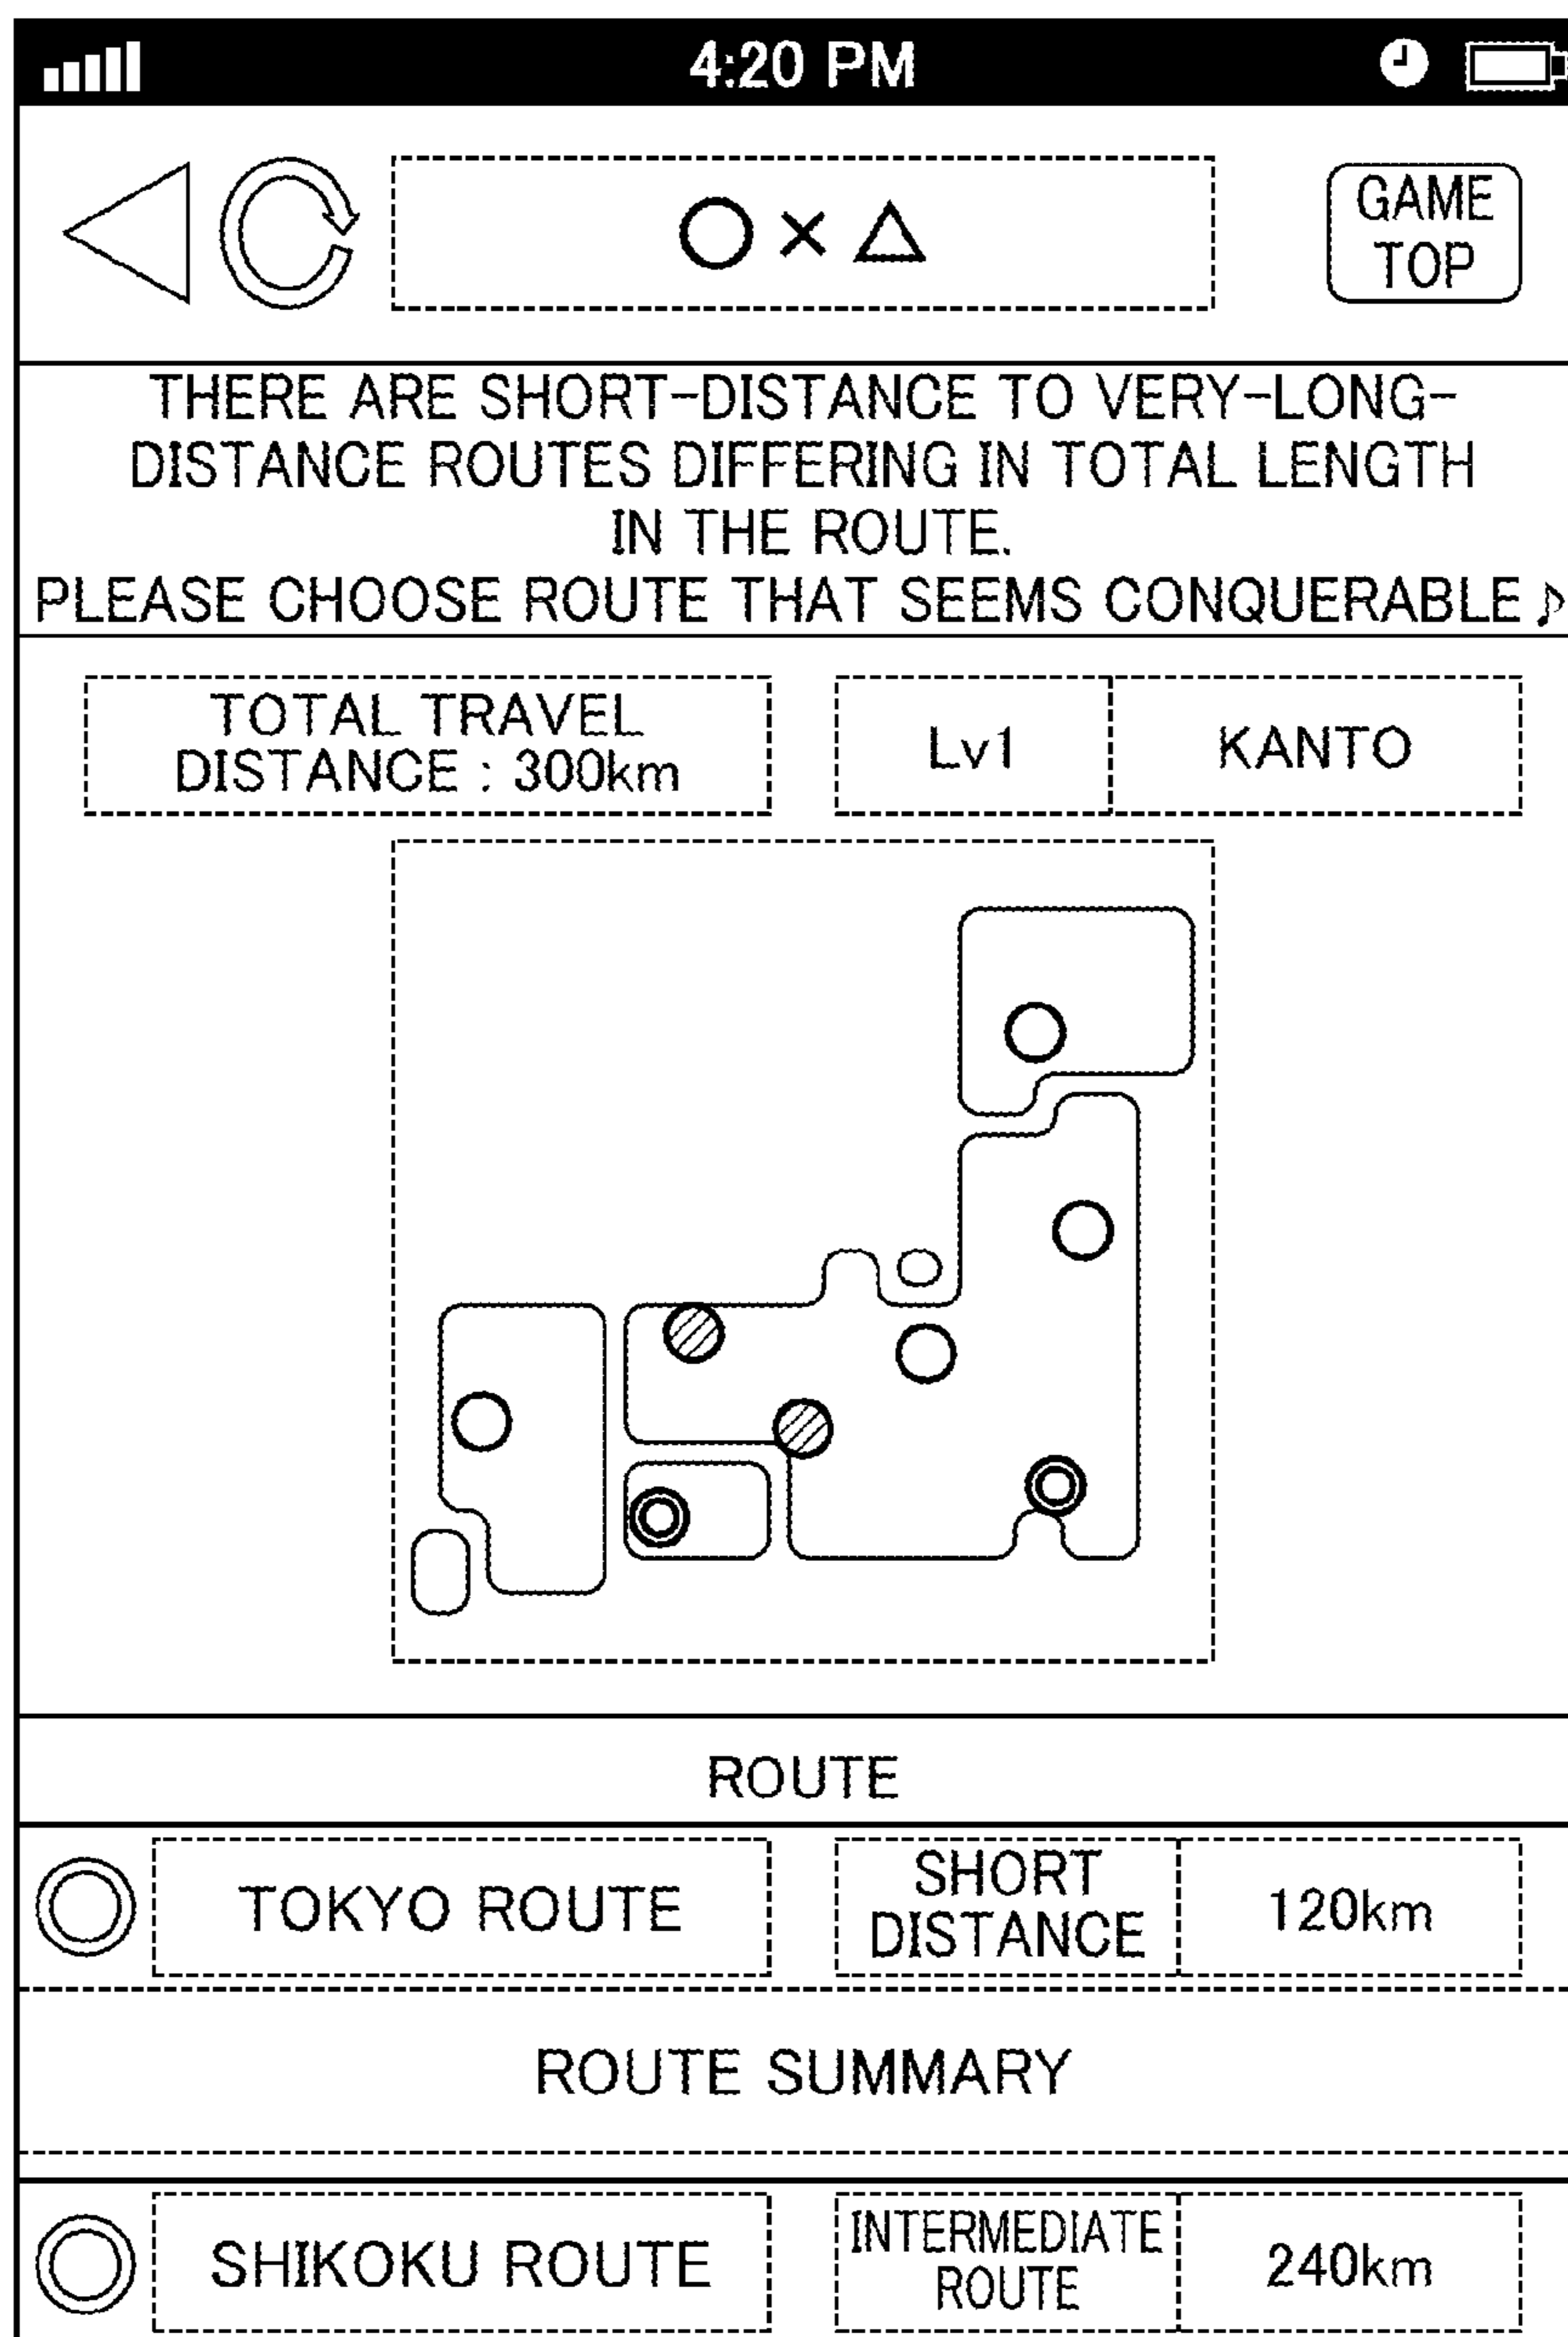 4:20 PM
○×△
GAME
TOP
THERE ARE SHORT-DISTANCE TO VERY-LONG-
DISTANCE ROUTES DIFFERING IN TOTAL LENGTH
IN THE ROUTE.
PLEASE CHOOSE ROUTE THAT SEEMS CONQUERABLE ♪
TOTAL TRAVEL
DISTANCE : 300km
Lv1
KANTO
ROUTE
TOKYO ROUTE
SHORT
DISTANCE
120km
ROUTE SUMMARY
SHIKOKU ROUTE
INTERMEDIATE
ROUTE
240km